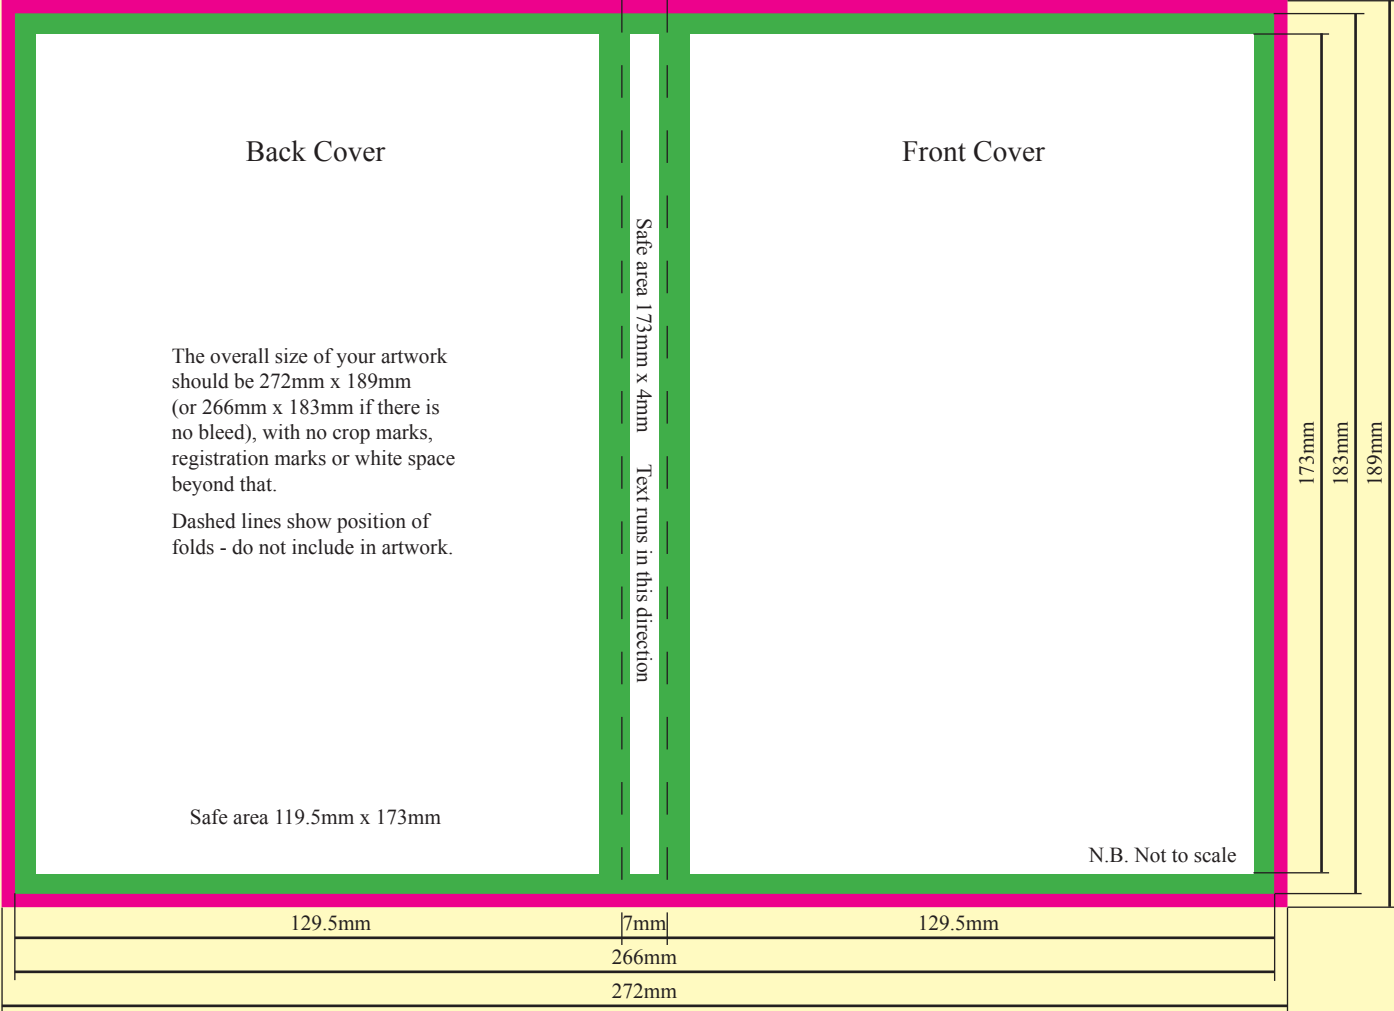 Back Cover
Front Cover
The overall size of your artwork
should be 272mm x 189mm
(or 266mm x 183mm if there is
no bleed), with no crop marks,
registration marks or white space
beyond that.
Dashed lines show position of
folds - do not include in artwork.
Safe area 119.5mm x 173mm
Safe area 173mm x 4mm Text runs in this direction
N.B. Not to scale
173mm
183mm
189mm
129.5mm
7mm
129.5mm
266mm
272mm